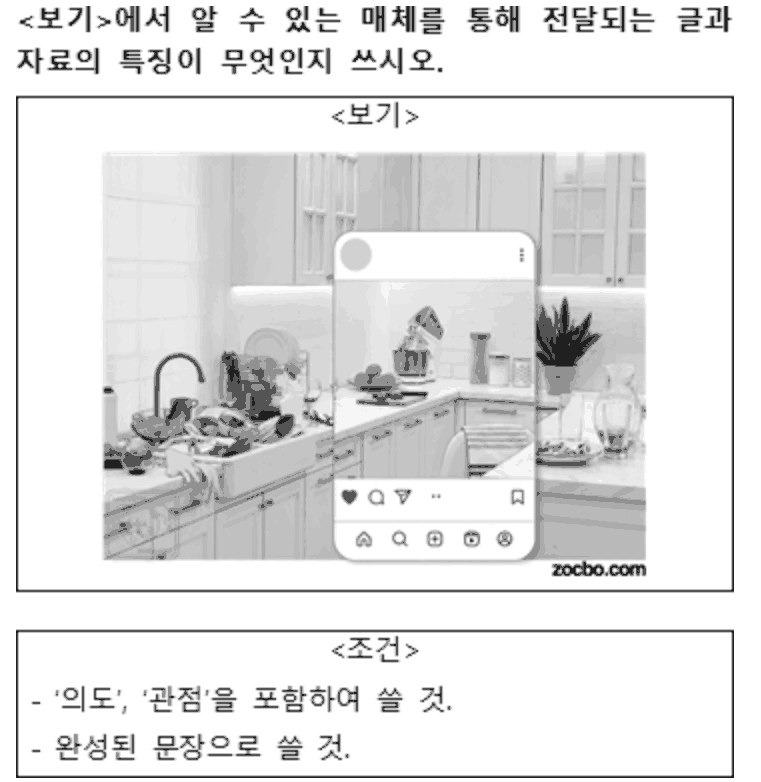 <보기>에서 알 수 있는 매체를 통해 전달되는 글과
자료의 특징이 무엇인지 쓰시오.
<보기>
zocbo.com
<조건>
- ‘의도’, ‘관점’을 포함하여 쓸 것.
- 완성된 문장으로 쓸 것.